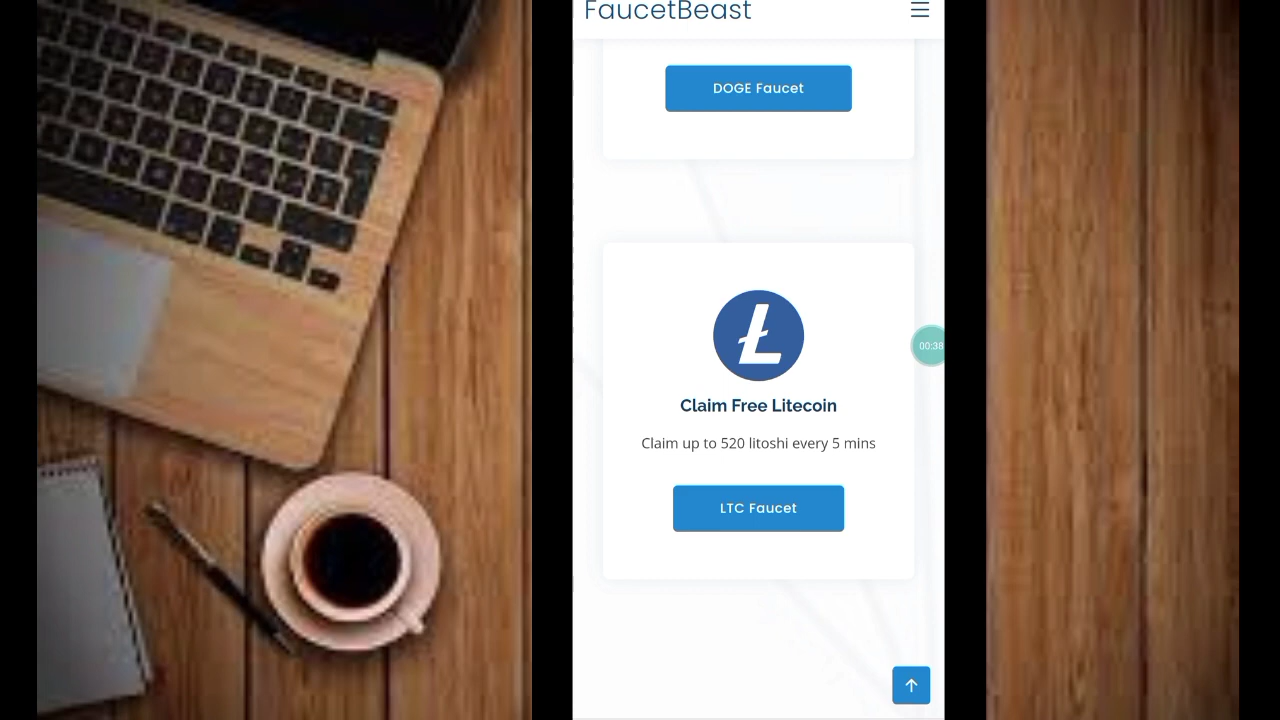 FaucetBeast
DOGE Faucet
00:38
Claim Free Litecoin
Claim up to 520 litoshi every 5 mins
LTC Faucet